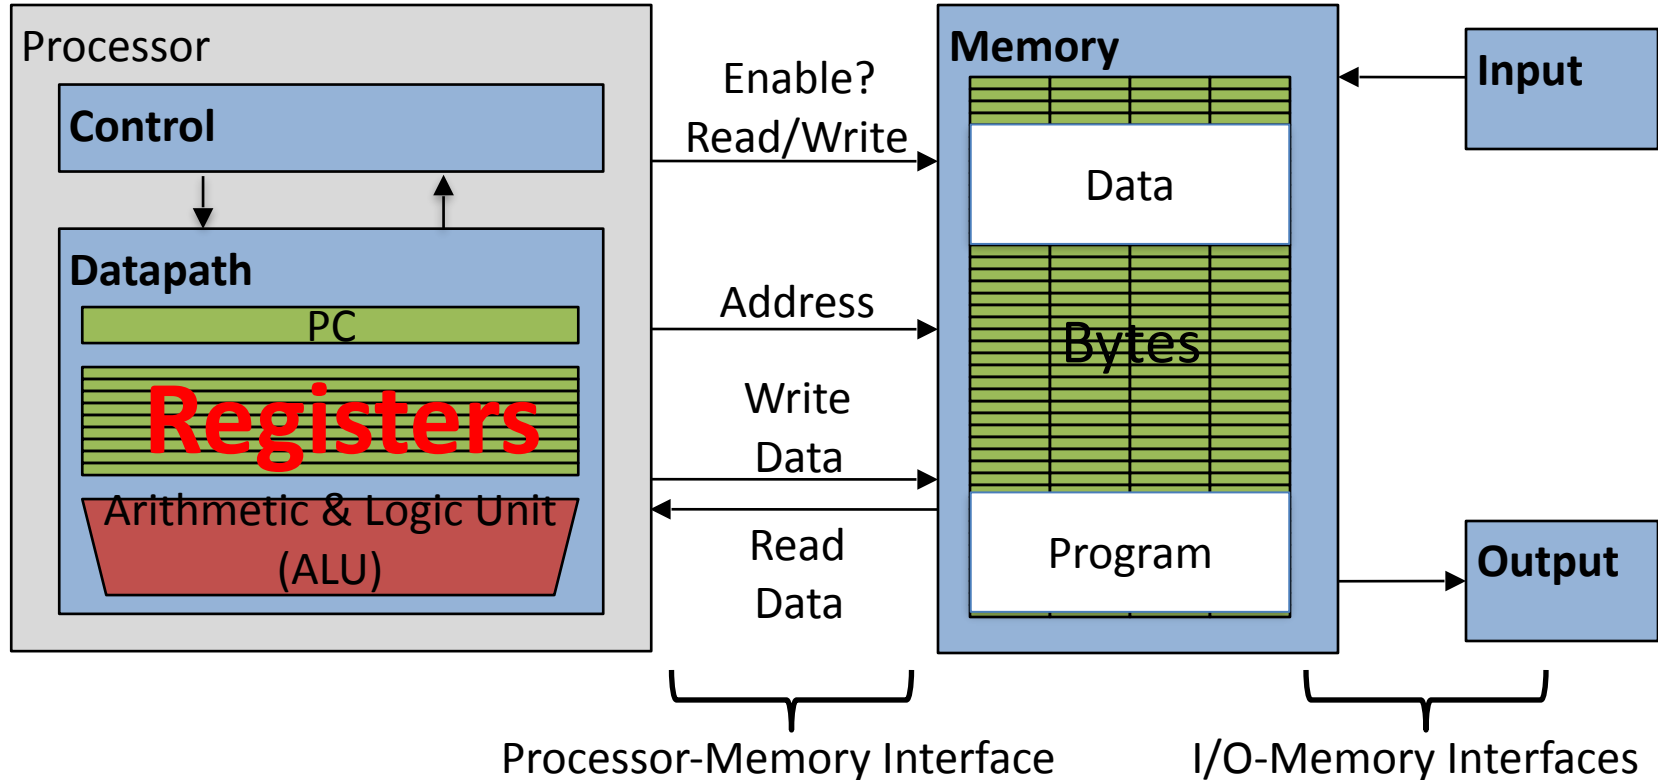 Processor
Control
Datapath
PC
Registers
Arithmetic & Logic Unit
(ALU)
Enable?
Read/Write
Address
Write
Data
Read
Data
Memory
Data
Bytes
Program
Input
Output
Processor-Memory Interface
I/O-Memory Interfaces